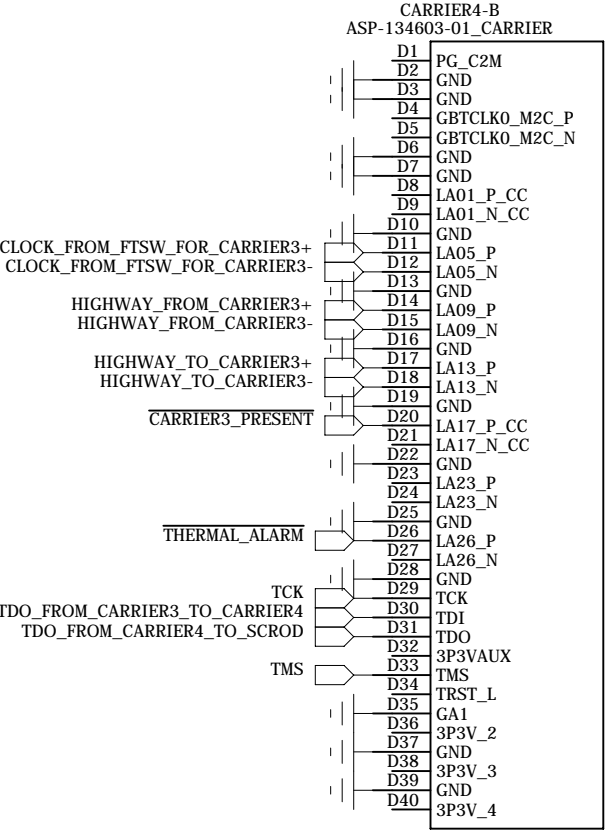 CARRIER4-B
ASP-134603-01_CARRIER
D1 PG_C2M
D2 GND
D3 GND
D4 GBTCLK0_M2C_P
D5 GBTCLK0_M2C_N
D6 GND
D7 GND
D8 LA01_P_CC
D9 LA01_N_CC
D10 GND
CLOCK_FROM_FTSW_FOR_CARRIER3+ D11 LA05_P
CLOCK_FROM_FTSW_FOR_CARRIER3- D12 LA05_N
D13 GND
HIGHWAY_FROM_CARRIER3+ D14 LA09_P
HIGHWAY_FROM_CARRIER3- D15 LA09_N
D16 GND
HIGHWAY_TO_CARRIER3+ D17 LA13_P
HIGHWAY_TO_CARRIER3- D18 LA13_N
D19 GND
CARRIER3_PRESENT D20 LA17_P_CC
D21 LA17_N_CC
D22 GND
D23 LA23_P
D24 LA23_N
D25 GND
THERMAL_ALARM D26 LA26_P
D27 LA26_N
D28 GND
TCK D29 TCK
TDO_FROM_CARRIER3_TO_CARRIER4 D30 TDI
TDO_FROM_CARRIER4_TO_SCROD D31 TDO
D32 3P3VAUX
TMS D33 TMS
D34 TRST_L
D35 GA1
D36 3P3V_2
D37 GND
D38 3P3V_3
D39 GND
D40 3P3V_4